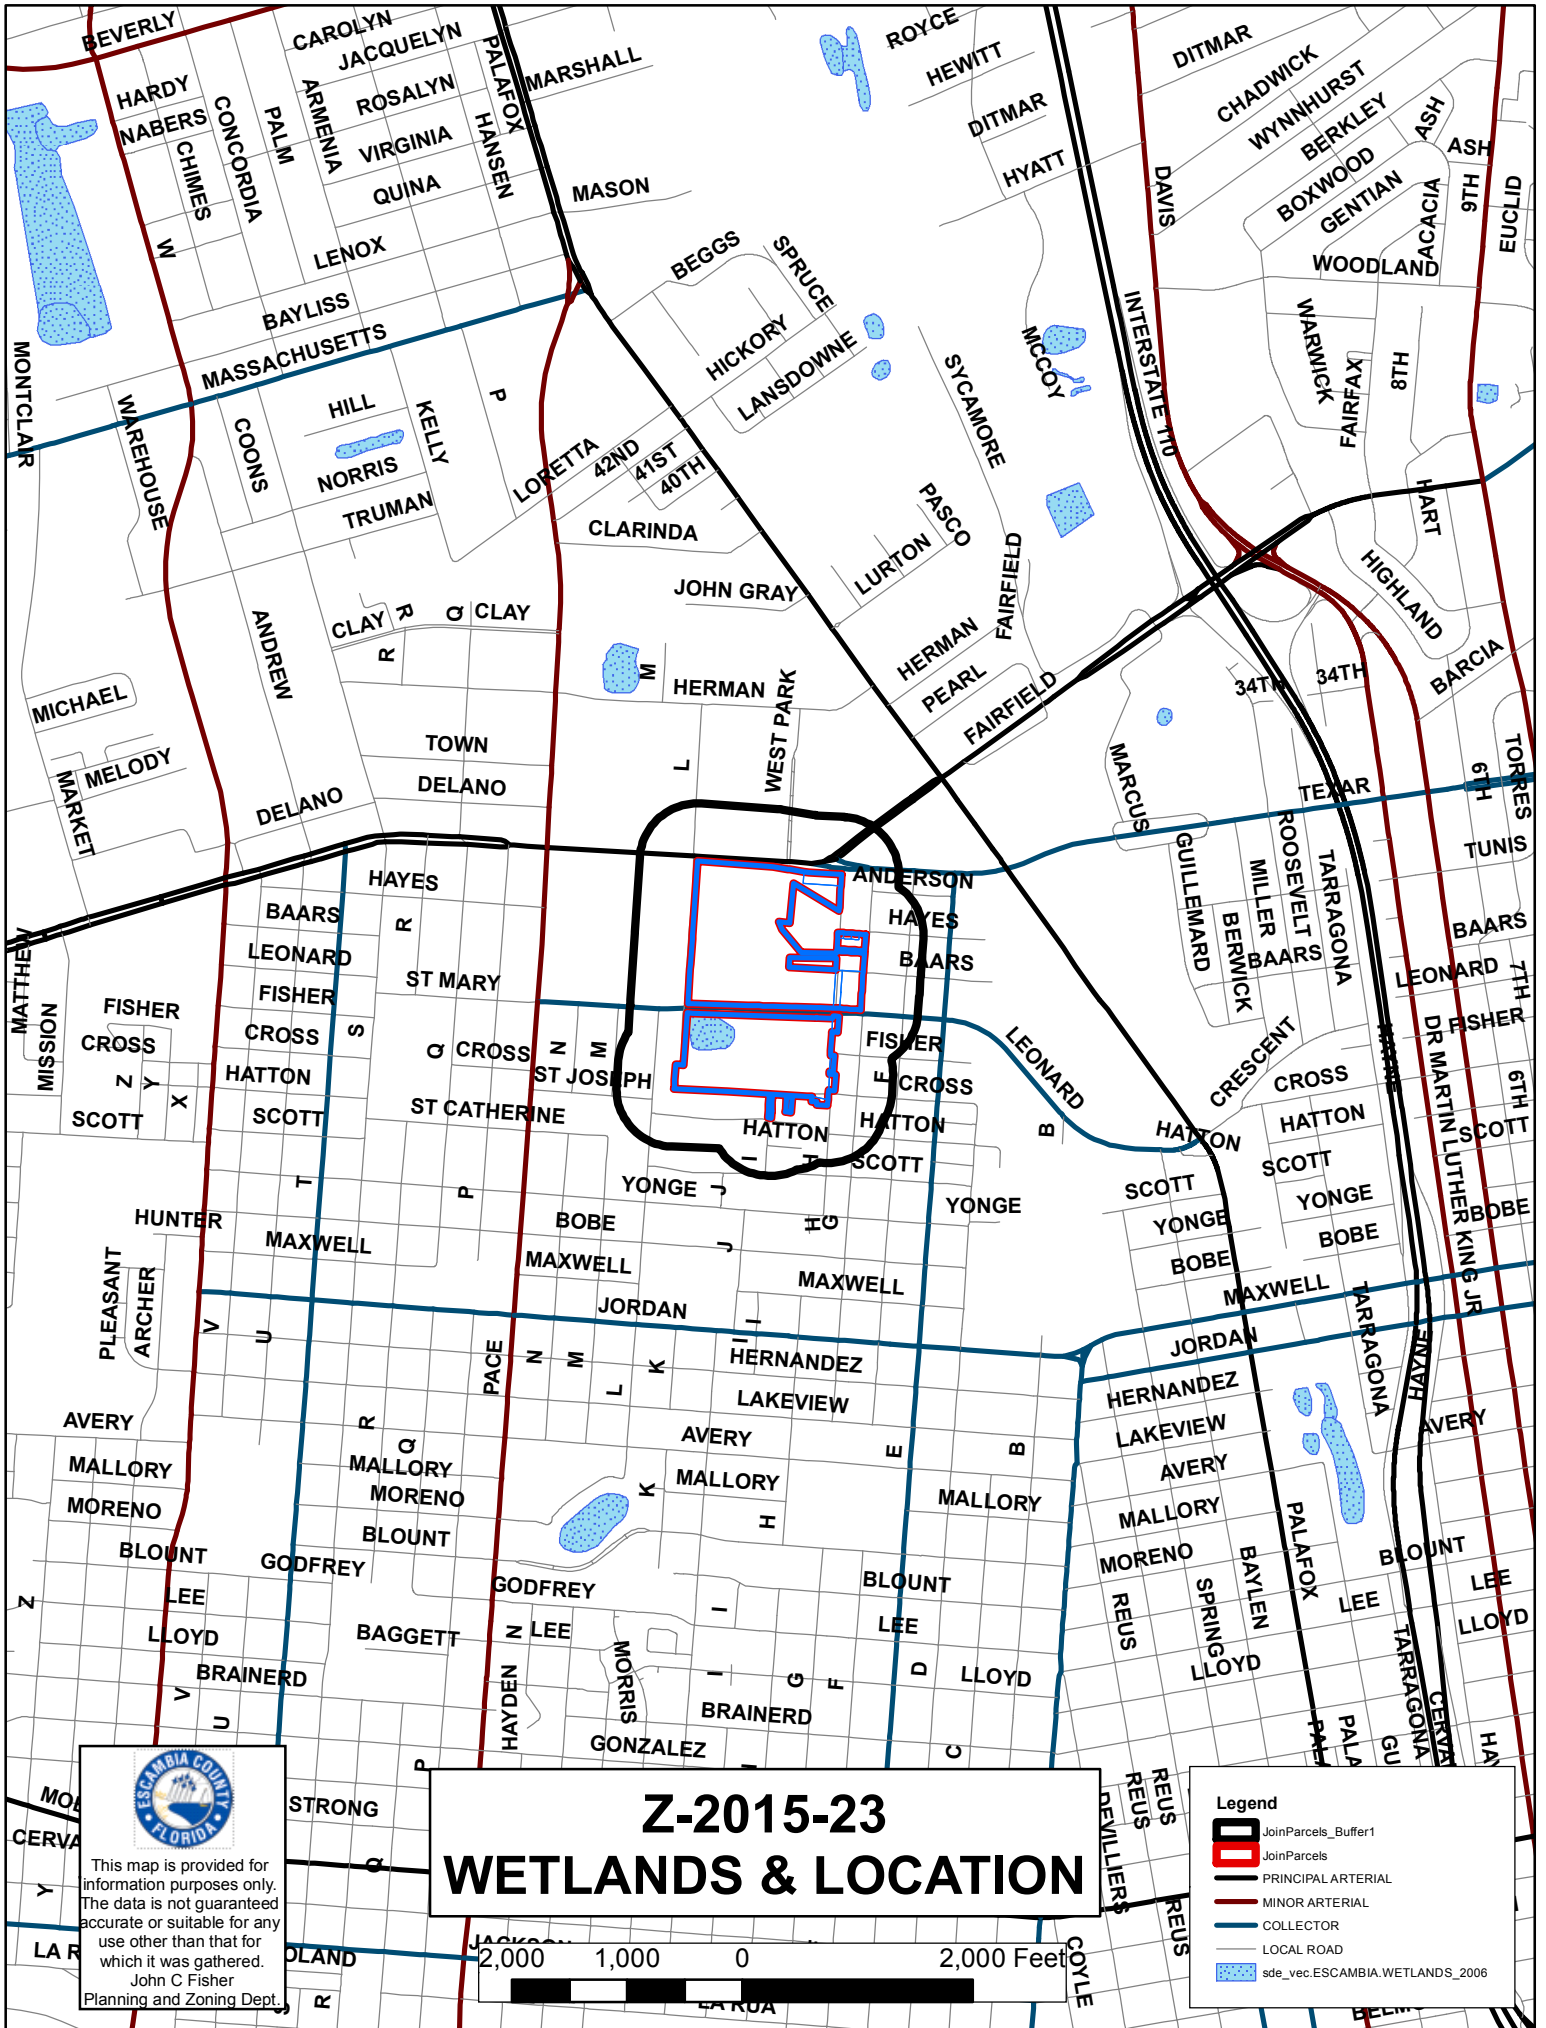 BEVERLY
CAROLYN
JACQUELYN
PALAFOX
MARSHALL
ROYCE
HEWITT
DITMAR
DITMAR
CHADWICK
WYNNHURST
BERKLEY
ASH
ASH
HARDY
NABERS
CONCORDIA
PALM
ARMENIA
ROSALYN
VIRGINIA
HANSEN
QUINA
CHIMES
MASON
HYATT
DAVIS
BOXWOOD
GENTIAN
ACACIA
9TH
EUCLID
W
LENOX
BEGGS
SPRUCE
WOODLAND
BAYLISS
MASSACHUSETTS
HICKORY
LANSDOWNE
SYCAMORE
MCCOY
INTERSTATE 110
WARWICK
FAIRFAX
8TH
MONTCLAIR
WAREHOUSE
COONS
HILL
KELLY
P
NORRIS
TRUMAN
LORETTA
42ND
41ST
40TH
CLARINDA
PASCO
LURTON
HART
HIGHLAND
JOHN GRAY
FAIRFIELD
ANDREW
CLAY
R
Q
CLAY
R
M
HERMAN
HERMAN
PEARL
FAIRFIELD
WEST PARK
34TH
34TH
BARCIA
MICHAEL
MELODY
MARKET
TOWN
DELANO
DELANO
L
MARCUS
TEXAR
6TH
TORRES
TUNIS
HAYES
BAARS
LEONARD
FISHER
CROSS
HATTON
SCOTT
R
S
ST MARY
Q
CROSS
N
M
ST JOSEPH
ST CATHERINE
ANDERSON
HAYES
BAARS
FISHER
F
CROSS
HATTON
HATTON
SCOTT
I
H
GUILLEMARD
MILLER
ROOSEVELT
TARRAGONA
BERWICK
BAARS
BAARS
LEONARD
7TH
FISHER
MATTHEW
MISSION
FISHER
CROSS
Z
Y
X
SCOTT
LEONARD
CRESCENT
CROSS
HATTON
HATTON
HAYNE
DR MARTIN LUTHER KING JR
6TH
SCOTT
B
SCOTT
SCOTT
YONGE
YONGE
BOBE
BOBE
BOBE
T
P
YONGE
J
YONGE
HUNTER
MAXWELL
BOBE
MAXWELL
J
H
G
MAXWELL
MAXWELL
PLEASANT
ARCHER
V
U
JORDAN
I
I
JORDAN
TARRAGONA
HAYNE
PACE
N
M
L
K
HERNANDEZ
LAKEVIEW
HERNANDEZ
LAKEVIEW
AVERY
AVERY
R
Q
MALLORY
MORENO
BLOUNT
MALLORY
MORENO
BLOUNT
AVERY
K
MALLORY
H
E
B
MALLORY
AVERY
MALLORY
MORENO
PALAFOX
BAYLEN
SPRING
REUS
BLOUNT
LEE
LEE
LLOYD
LLOYD
Z
LEE
LLOYD
BRAINERD
V
U
GODFREY
BAGGETT
GODFREY
N
LEE
HAYDEN
MORRIS
I
I
G
F
D
BLOUNT
LEE
LLOYD
BRAINERD
GONZALEZ
C
TARRAGONA
P
STRONG
Q
Y
REUS
REUS
REUS
DEVILLIERS
COYLE
R
LA RUA
ESCAMBIA COUNTY
FLORIDA
This map is provided for
information purposes only.
The data is not guaranteed
accurate or suitable for any
use other than that for
which it was gathered.
John C Fisher
Planning and Zoning Dept.
Z-2015-23
WETLANDS & LOCATION
2,000 1,000 0 2,000 Feet
Legend
JoinParcels_Buffer1
JoinParcels
PRINCIPAL ARTERIAL
MINOR ARTERIAL
COLLECTOR
LOCAL ROAD
sde_vec.ESCAMBIA.WETLANDS_2006